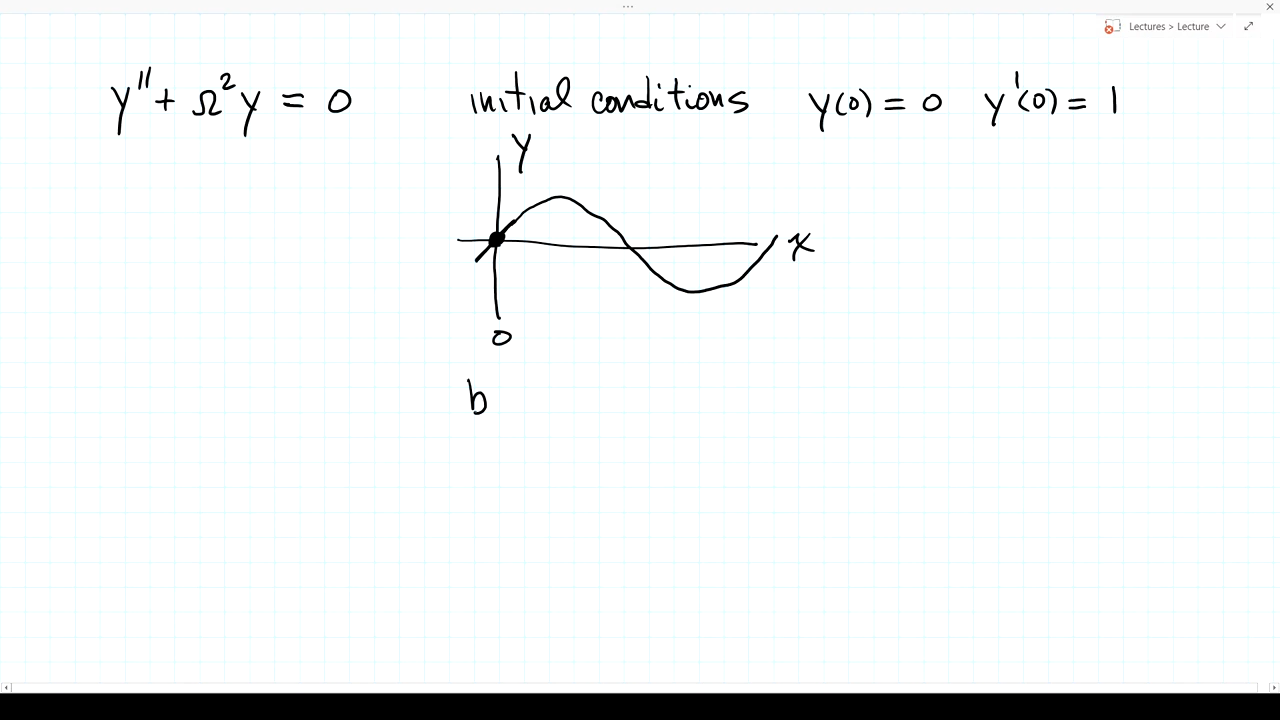 Lectures > Lecture
y'' + Ω²y = 0 initial conditions y(0) = 0 y'(0) = 1
y
x
0
b